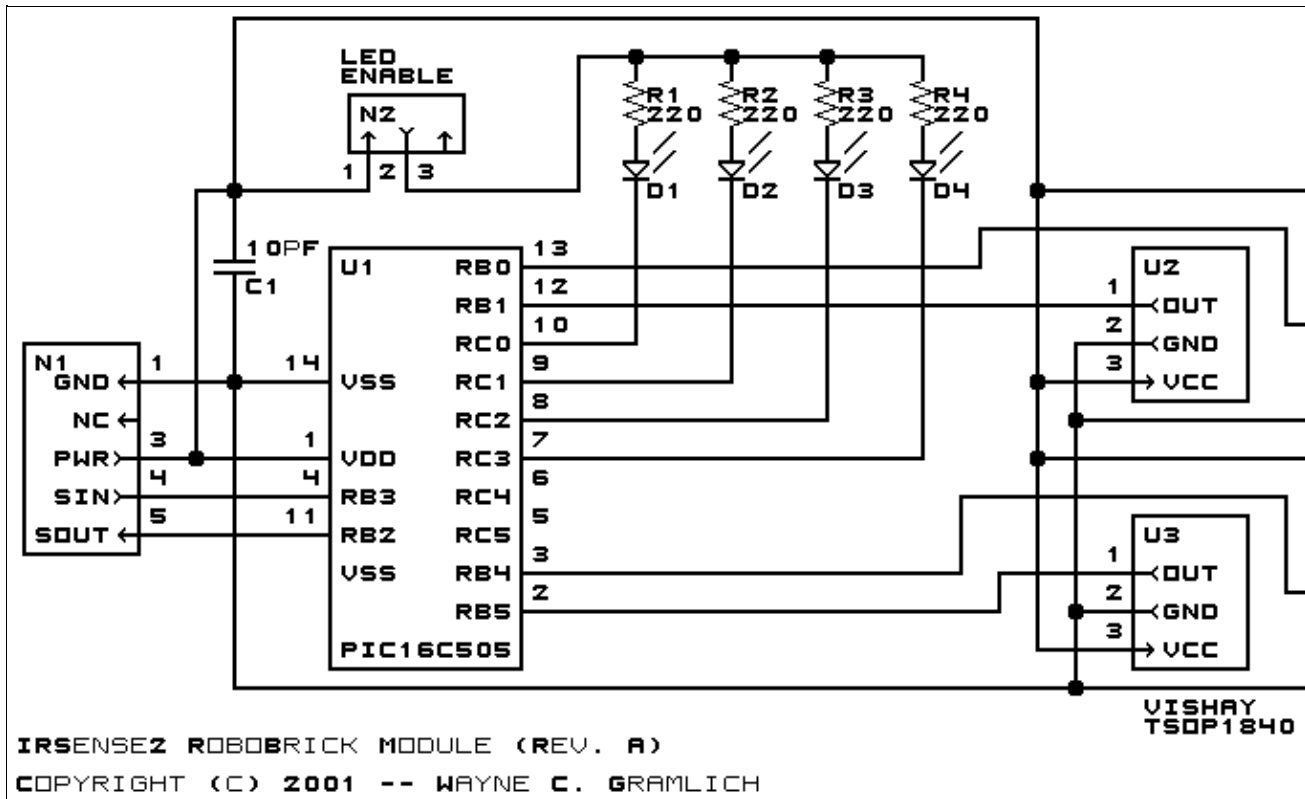 LED
ENABLE
N2
1 2 3
R1
220
R2
220
R3
220
R4
220
D1
D2
D3
D4
10PF
C1
U1
PIC16C505
14 VSS
1 VDD
4 RB3
11 RB2
VSS
RB0 13
RB1 12
RC0 10
RC1 9
RC2 8
RC3 7
RC4 6
RC5 5
RB4 3
RB5 2
N1
GND 1
NC
PWR 3
SIN 4
SOUT 5
U2
1 OUT
2 GND
3 VCC
U3
1 OUT
2 GND
3 VCC
VISHAY
TSOP1840
IRSENSE2 ROBOBRICK MODULE (REV. A)
COPYRIGHT (C) 2001 -- WAYNE C. GRAMLICH